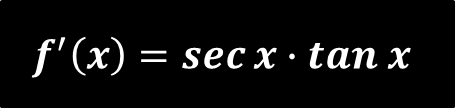 f′(x) = sec x · tan x